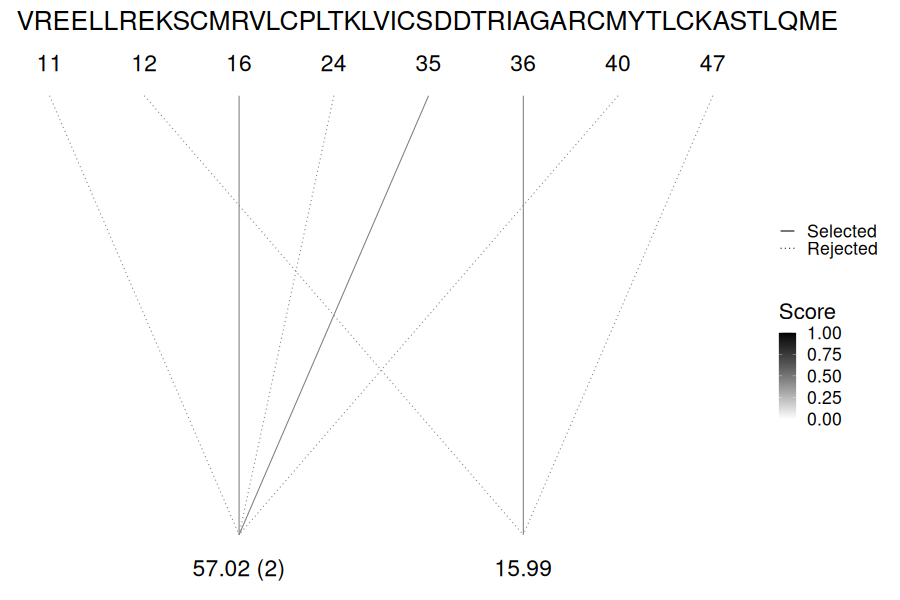 VREELLREKSCMRVLCPLTKLVICSDDTRIAGARCMYTLCKASTLQME
11 12 16 24 35 36 40 47
Selected
Rejected
Score
1.00
0.75
0.50
0.25
0.00
57.02 (2) 15.99